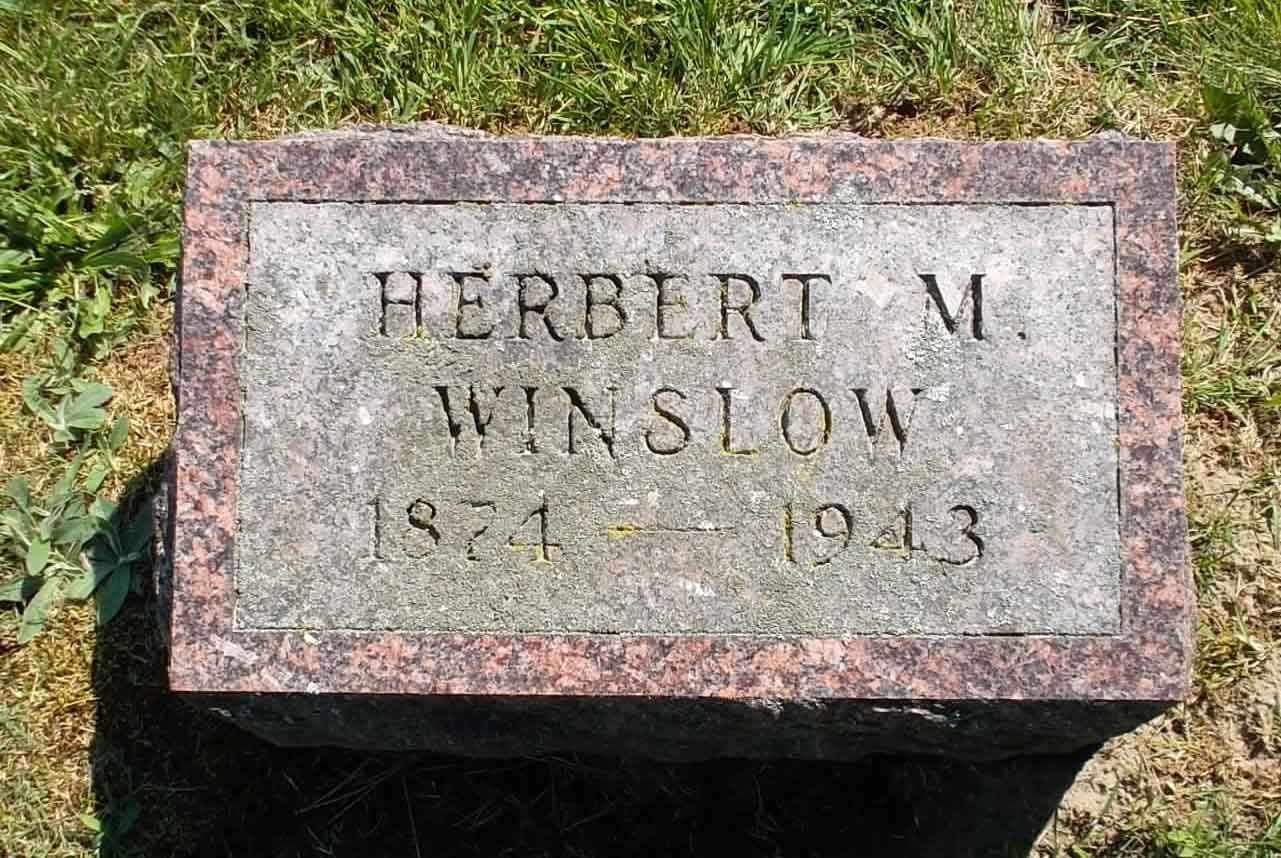 HERBERT M.
WINSLOW
1874 — 1943